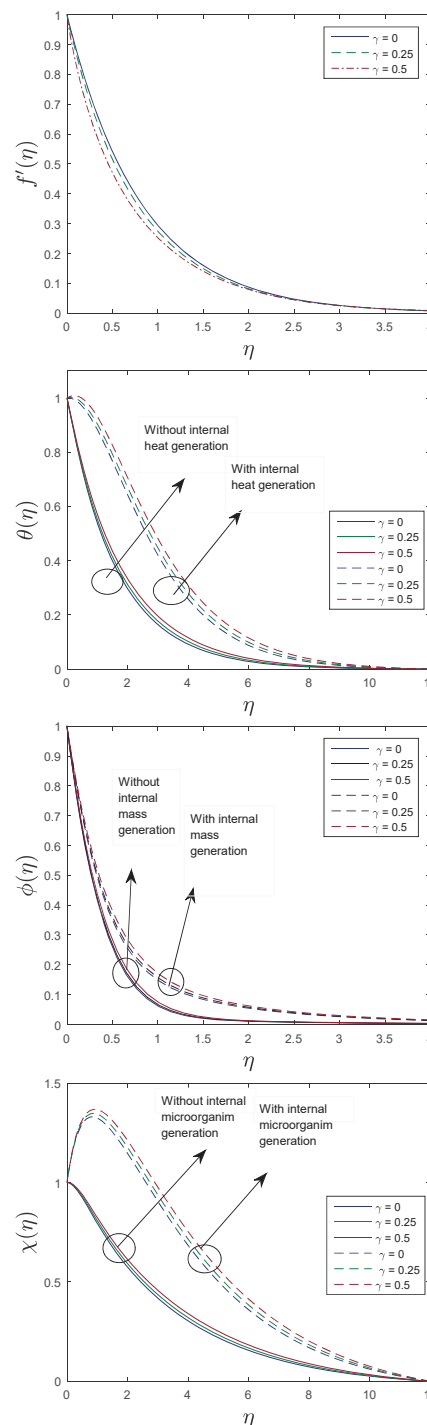 1
0.9
0.8
0.7
0.6
0.5
0.4
0.3
0.2
0.1
0
f′(η)
γ = 0
γ = 0.25
γ = 0.5
0 0.5 1 1.5 2 2.5 3 3.5
η
1
0.8
0.6
0.4
0.2
0
θ(η)
Without internal
heat generation
With internal
heat generation
γ = 0
γ = 0.25
γ = 0.5
γ = 0
γ = 0.25
γ = 0.5
0 2 4 6 8 10 12
η
1
0.9
0.8
0.7
0.6
0.5
0.4
0.3
0.2
0.1
0
ϕ(η)
Without
internal
mass
generation
With internal
mass
generation
γ = 0
γ = 0.25
γ = 0.5
γ = 0
γ = 0.25
γ = 0.5
0 0.5 1 1.5 2 2.5 3 3.5
η
1.5
1
0.5
0
χ(η)
Without internal
microorganim
generation
With internal
microorganim
generation
γ = 0
γ = 0.25
γ = 0.5
γ = 0
γ = 0.25
γ = 0.5
0 2 4 6 8 10 12
η